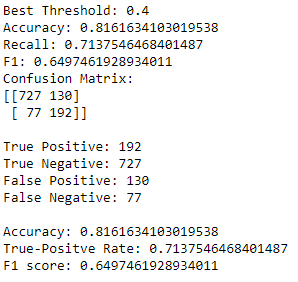 Best Threshold: 0.4
Accuracy: 0.8161634103019538
Recall: 0.7137546468401487
F1: 0.6497461928934011
Confusion Matrix:
[[727 130]
 [ 77 192]]
True Positive: 192
True Negative: 727
False Positive: 130
False Negative: 77
Accuracy: 0.8161634103019538
True-Positve Rate: 0.7137546468401487
F1 score: 0.6497461928934011